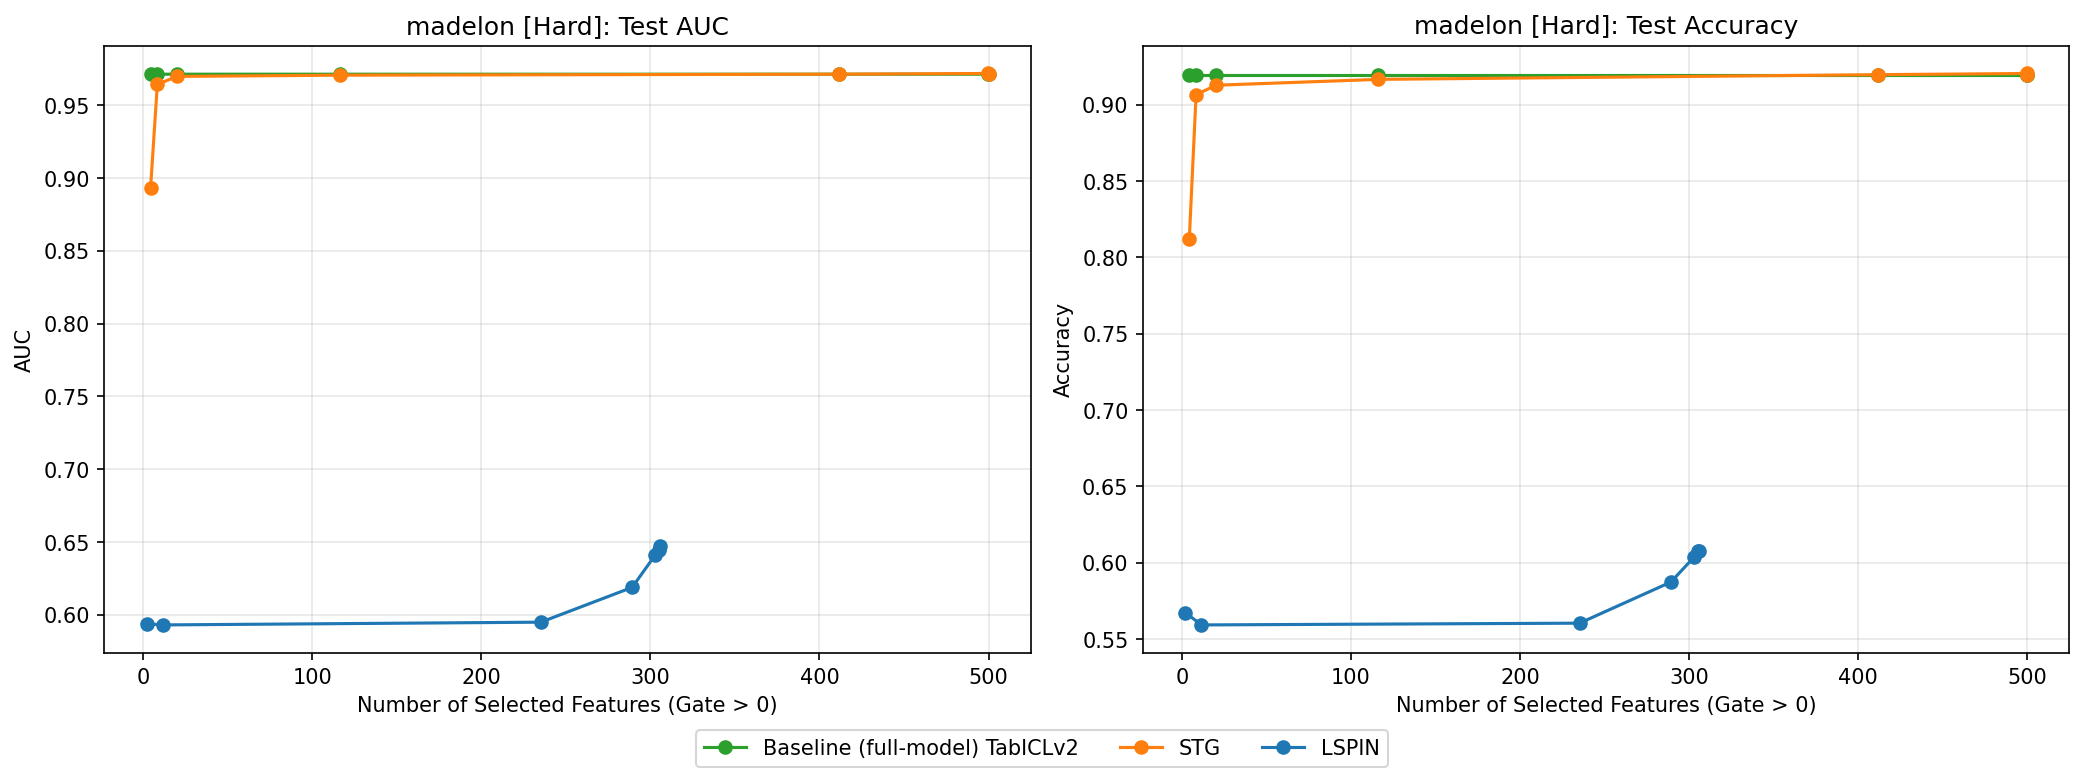 madelon [Hard]: Test AUC
0.95
0.90
0.85
0.80
0.75
0.70
0.65
0.60
AUC
0 100 200 300 400 500
Number of Selected Features (Gate > 0)
madelon [Hard]: Test Accuracy
0.90
0.85
0.80
0.75
0.70
0.65
0.60
0.55
Accuracy
0 100 200 300 400 500
Number of Selected Features (Gate > 0)
Baseline (full-model) TabICLv2 STG LSPIN